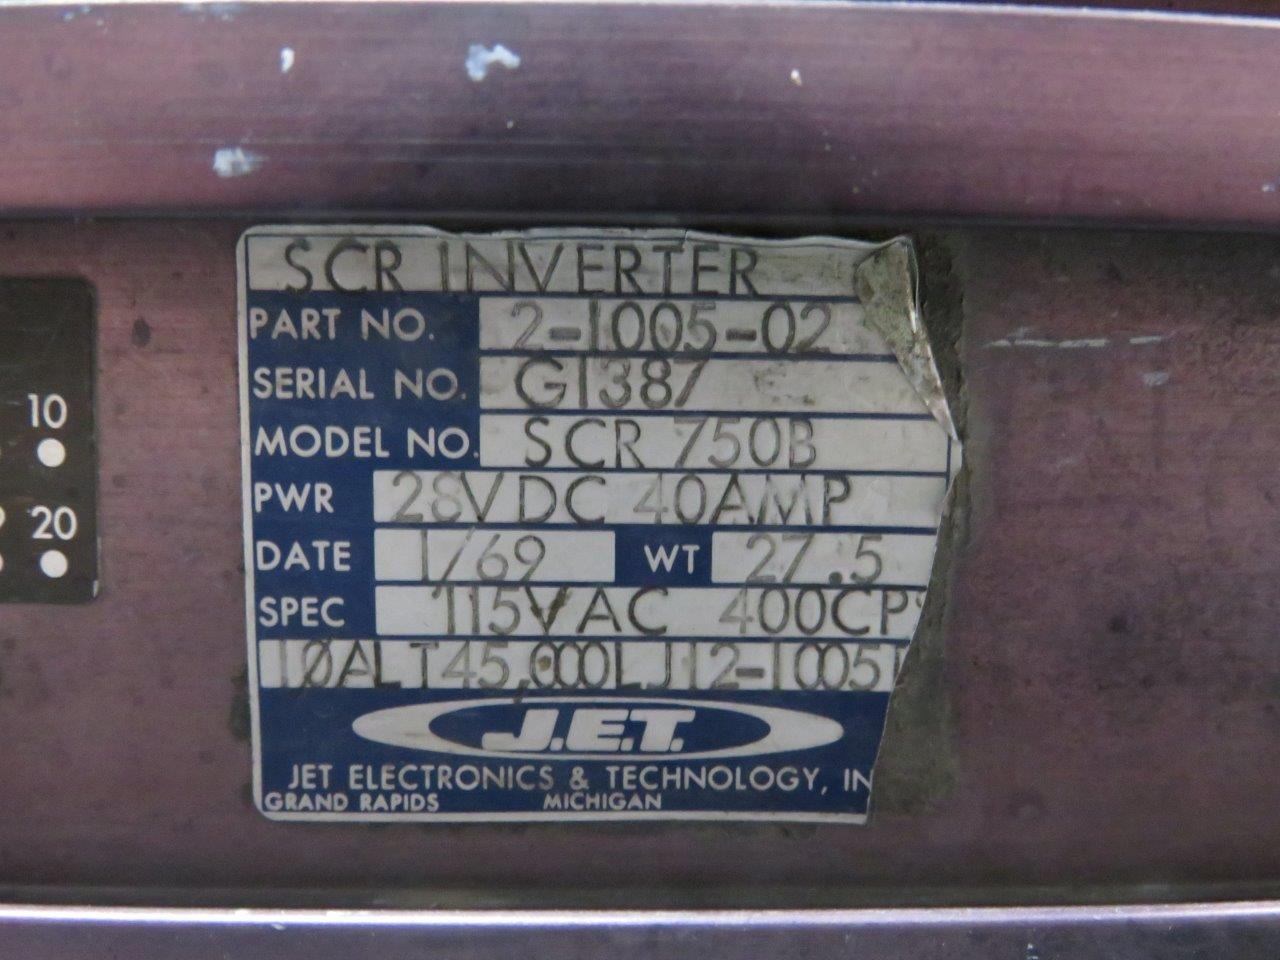 SCR INVERTER
PART NO. 2-1005-02
SERIAL NO. G1387
MODEL NO. SCR 750B
PWR 28VDC 40AMP
DATE 1/69 WT 27.5
SPEC 115VAC 400CP
1ØALT45,000LJ12-1005
J.E.T.
JET ELECTRONICS & TECHNOLOGY, IN
GRAND RAPIDS MICHIGAN
10
20